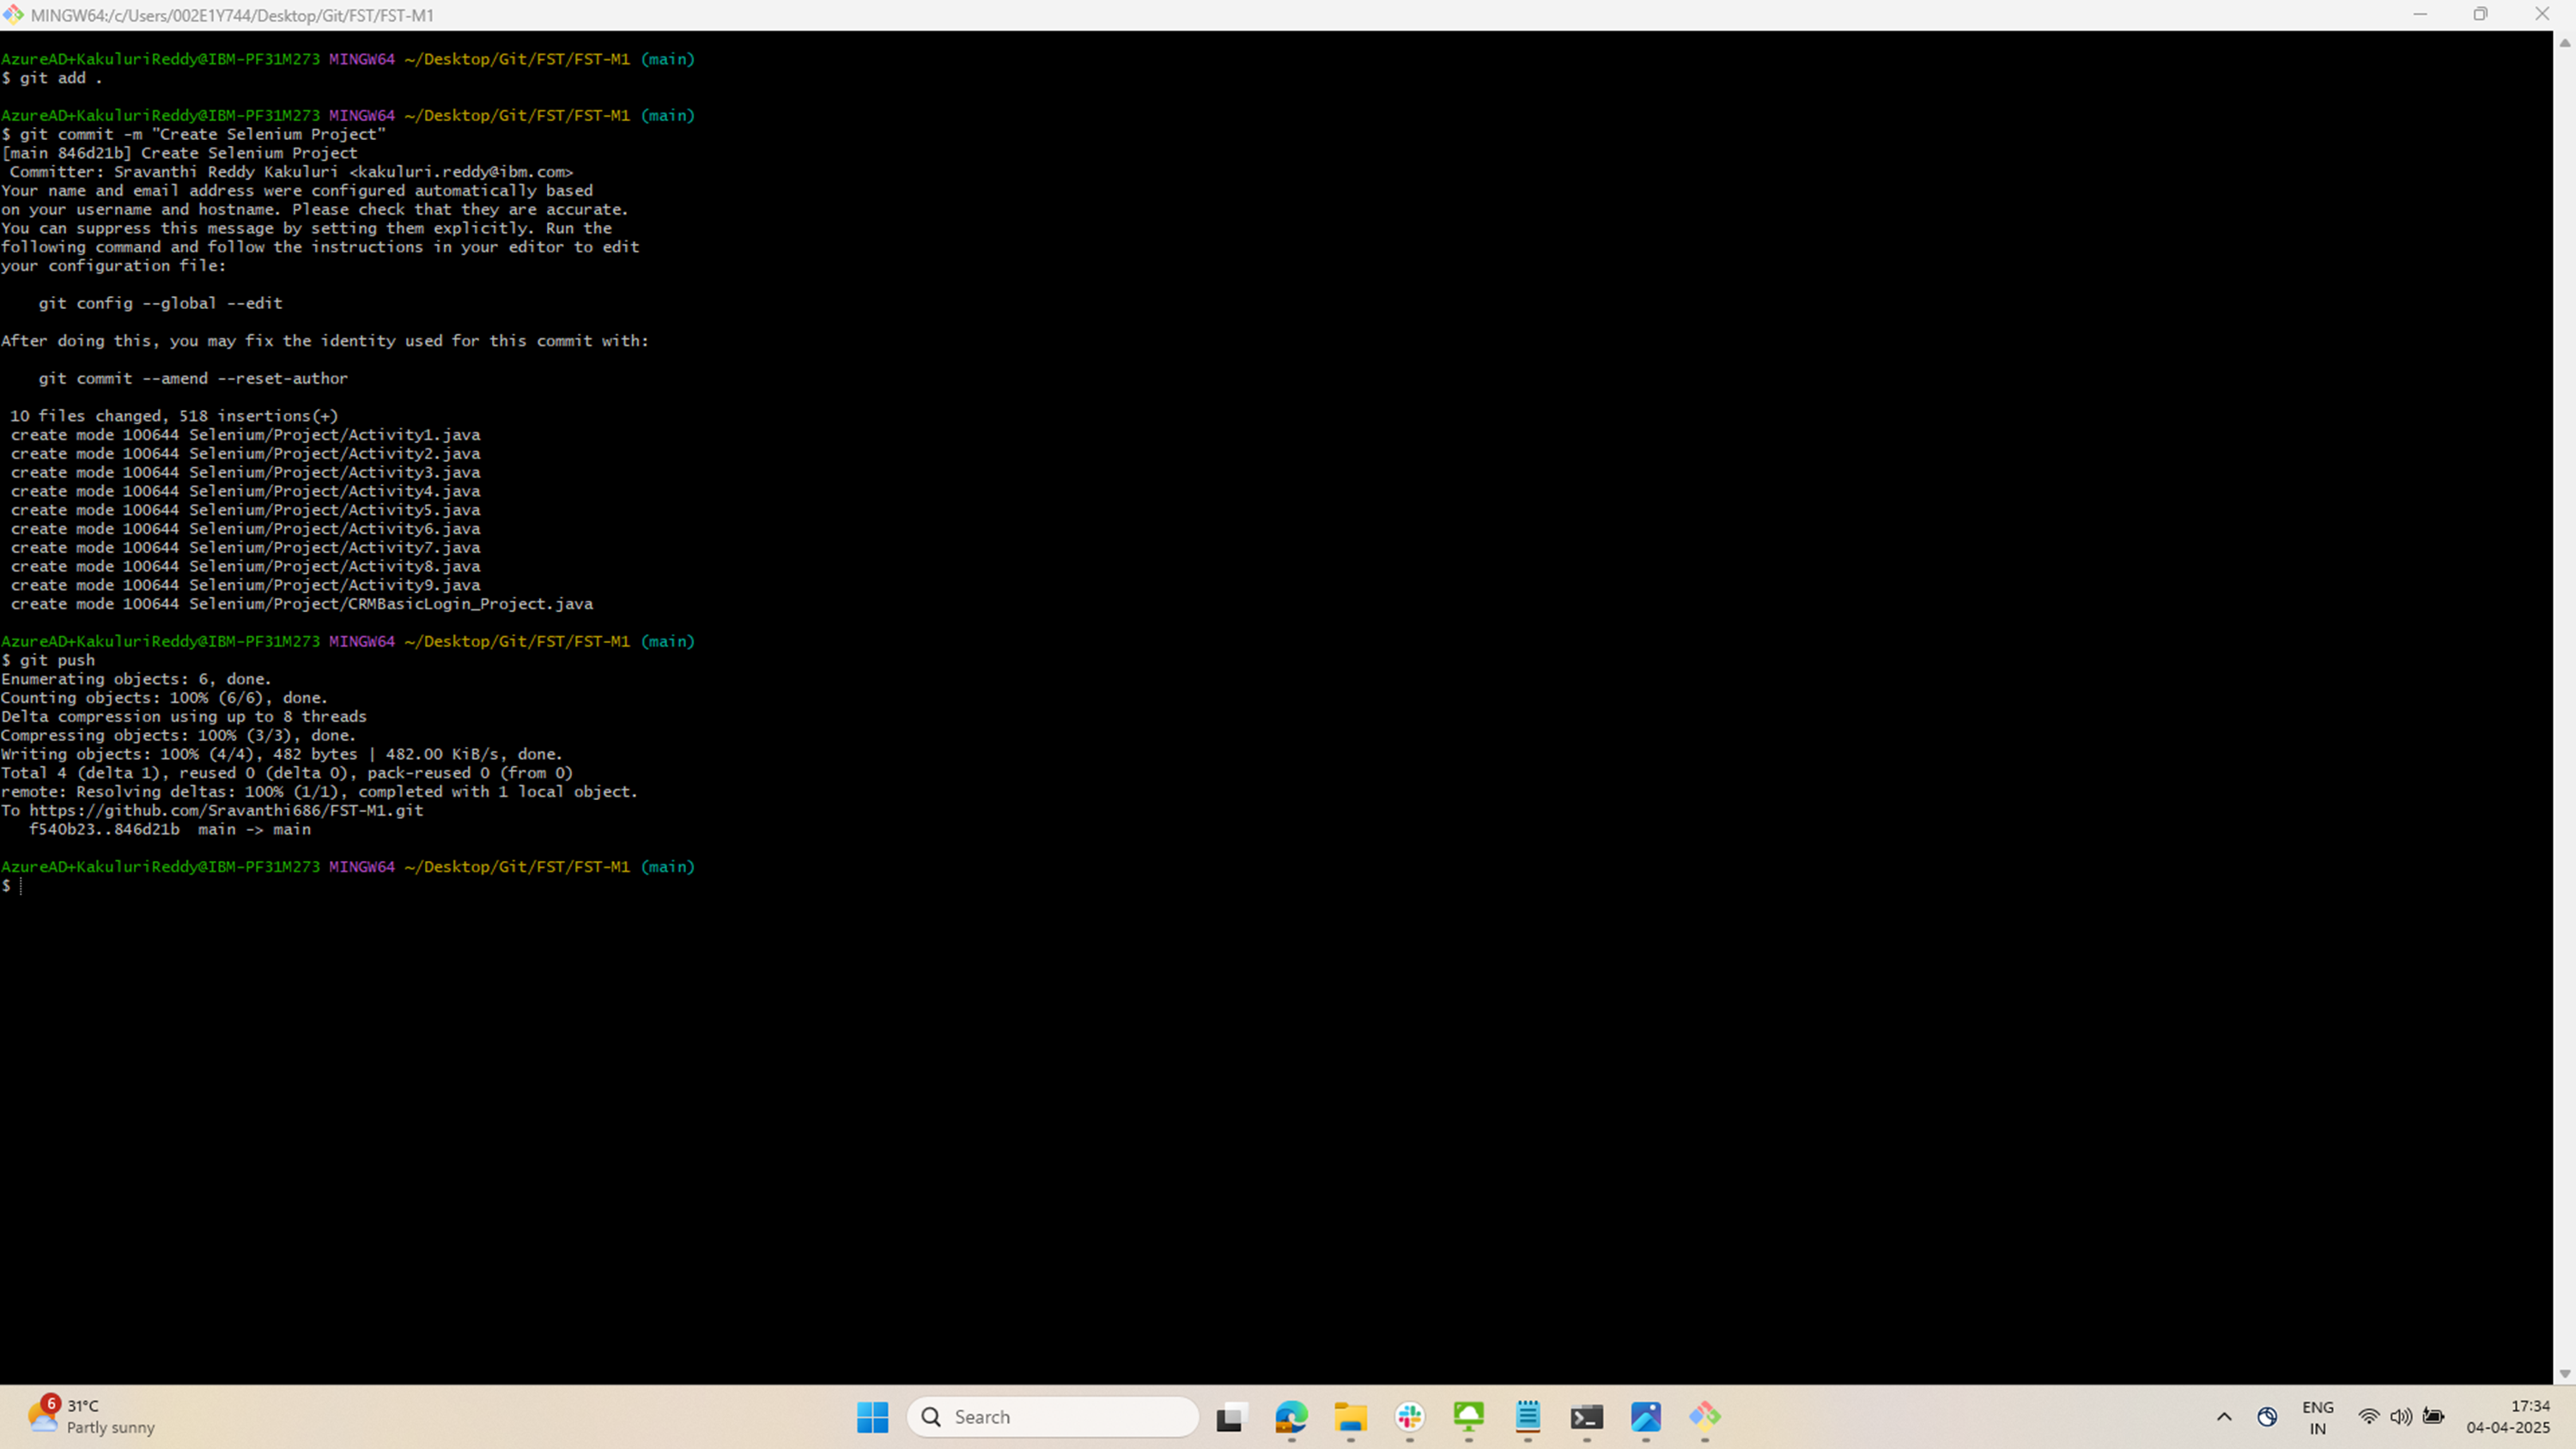 MINGW64:/c/Users/002E1Y744/Desktop/Git/FST/FST-M1
AzureAD+KakuluriReddy@IBM-PF31M273 MINGW64 ~/Desktop/Git/FST/FST-M1 (main)
$ git add .
AzureAD+KakuluriReddy@IBM-PF31M273 MINGW64 ~/Desktop/Git/FST/FST-M1 (main)
$ git commit -m "Create Selenium Project"
[main 846d21b] Create Selenium Project
 Committer: Sravanthi Reddy Kakuluri <kakuluri.reddy@ibm.com>
Your name and email address were configured automatically based
on your username and hostname. Please check that they are accurate.
You can suppress this message by setting them explicitly. Run the
following command and follow the instructions in your editor to edit
your configuration file:
    git config --global --edit
After doing this, you may fix the identity used for this commit with:
    git commit --amend --reset-author
 10 files changed, 518 insertions(+)
 create mode 100644 Selenium/Project/Activity1.java
 create mode 100644 Selenium/Project/Activity2.java
 create mode 100644 Selenium/Project/Activity3.java
 create mode 100644 Selenium/Project/Activity4.java
 create mode 100644 Selenium/Project/Activity5.java
 create mode 100644 Selenium/Project/Activity6.java
 create mode 100644 Selenium/Project/Activity7.java
 create mode 100644 Selenium/Project/Activity8.java
 create mode 100644 Selenium/Project/Activity9.java
 create mode 100644 Selenium/Project/CRMBasicLogin_Project.java
AzureAD+KakuluriReddy@IBM-PF31M273 MINGW64 ~/Desktop/Git/FST/FST-M1 (main)
$ git push
Enumerating objects: 6, done.
Counting objects: 100% (6/6), done.
Delta compression using up to 8 threads
Compressing objects: 100% (3/3), done.
Writing objects: 100% (4/4), 482 bytes | 482.00 KiB/s, done.
Total 4 (delta 1), reused 0 (delta 0), pack-reused 0 (from 0)
remote: Resolving deltas: 100% (1/1), completed with 1 local object.
To https://github.com/Sravanthi686/FST-M1.git
   f540b23..846d21b  main -> main
AzureAD+KakuluriReddy@IBM-PF31M273 MINGW64 ~/Desktop/Git/FST/FST-M1 (main)
$
6
31°C
Partly sunny
Search
ENG
IN
17:34
04-04-2025